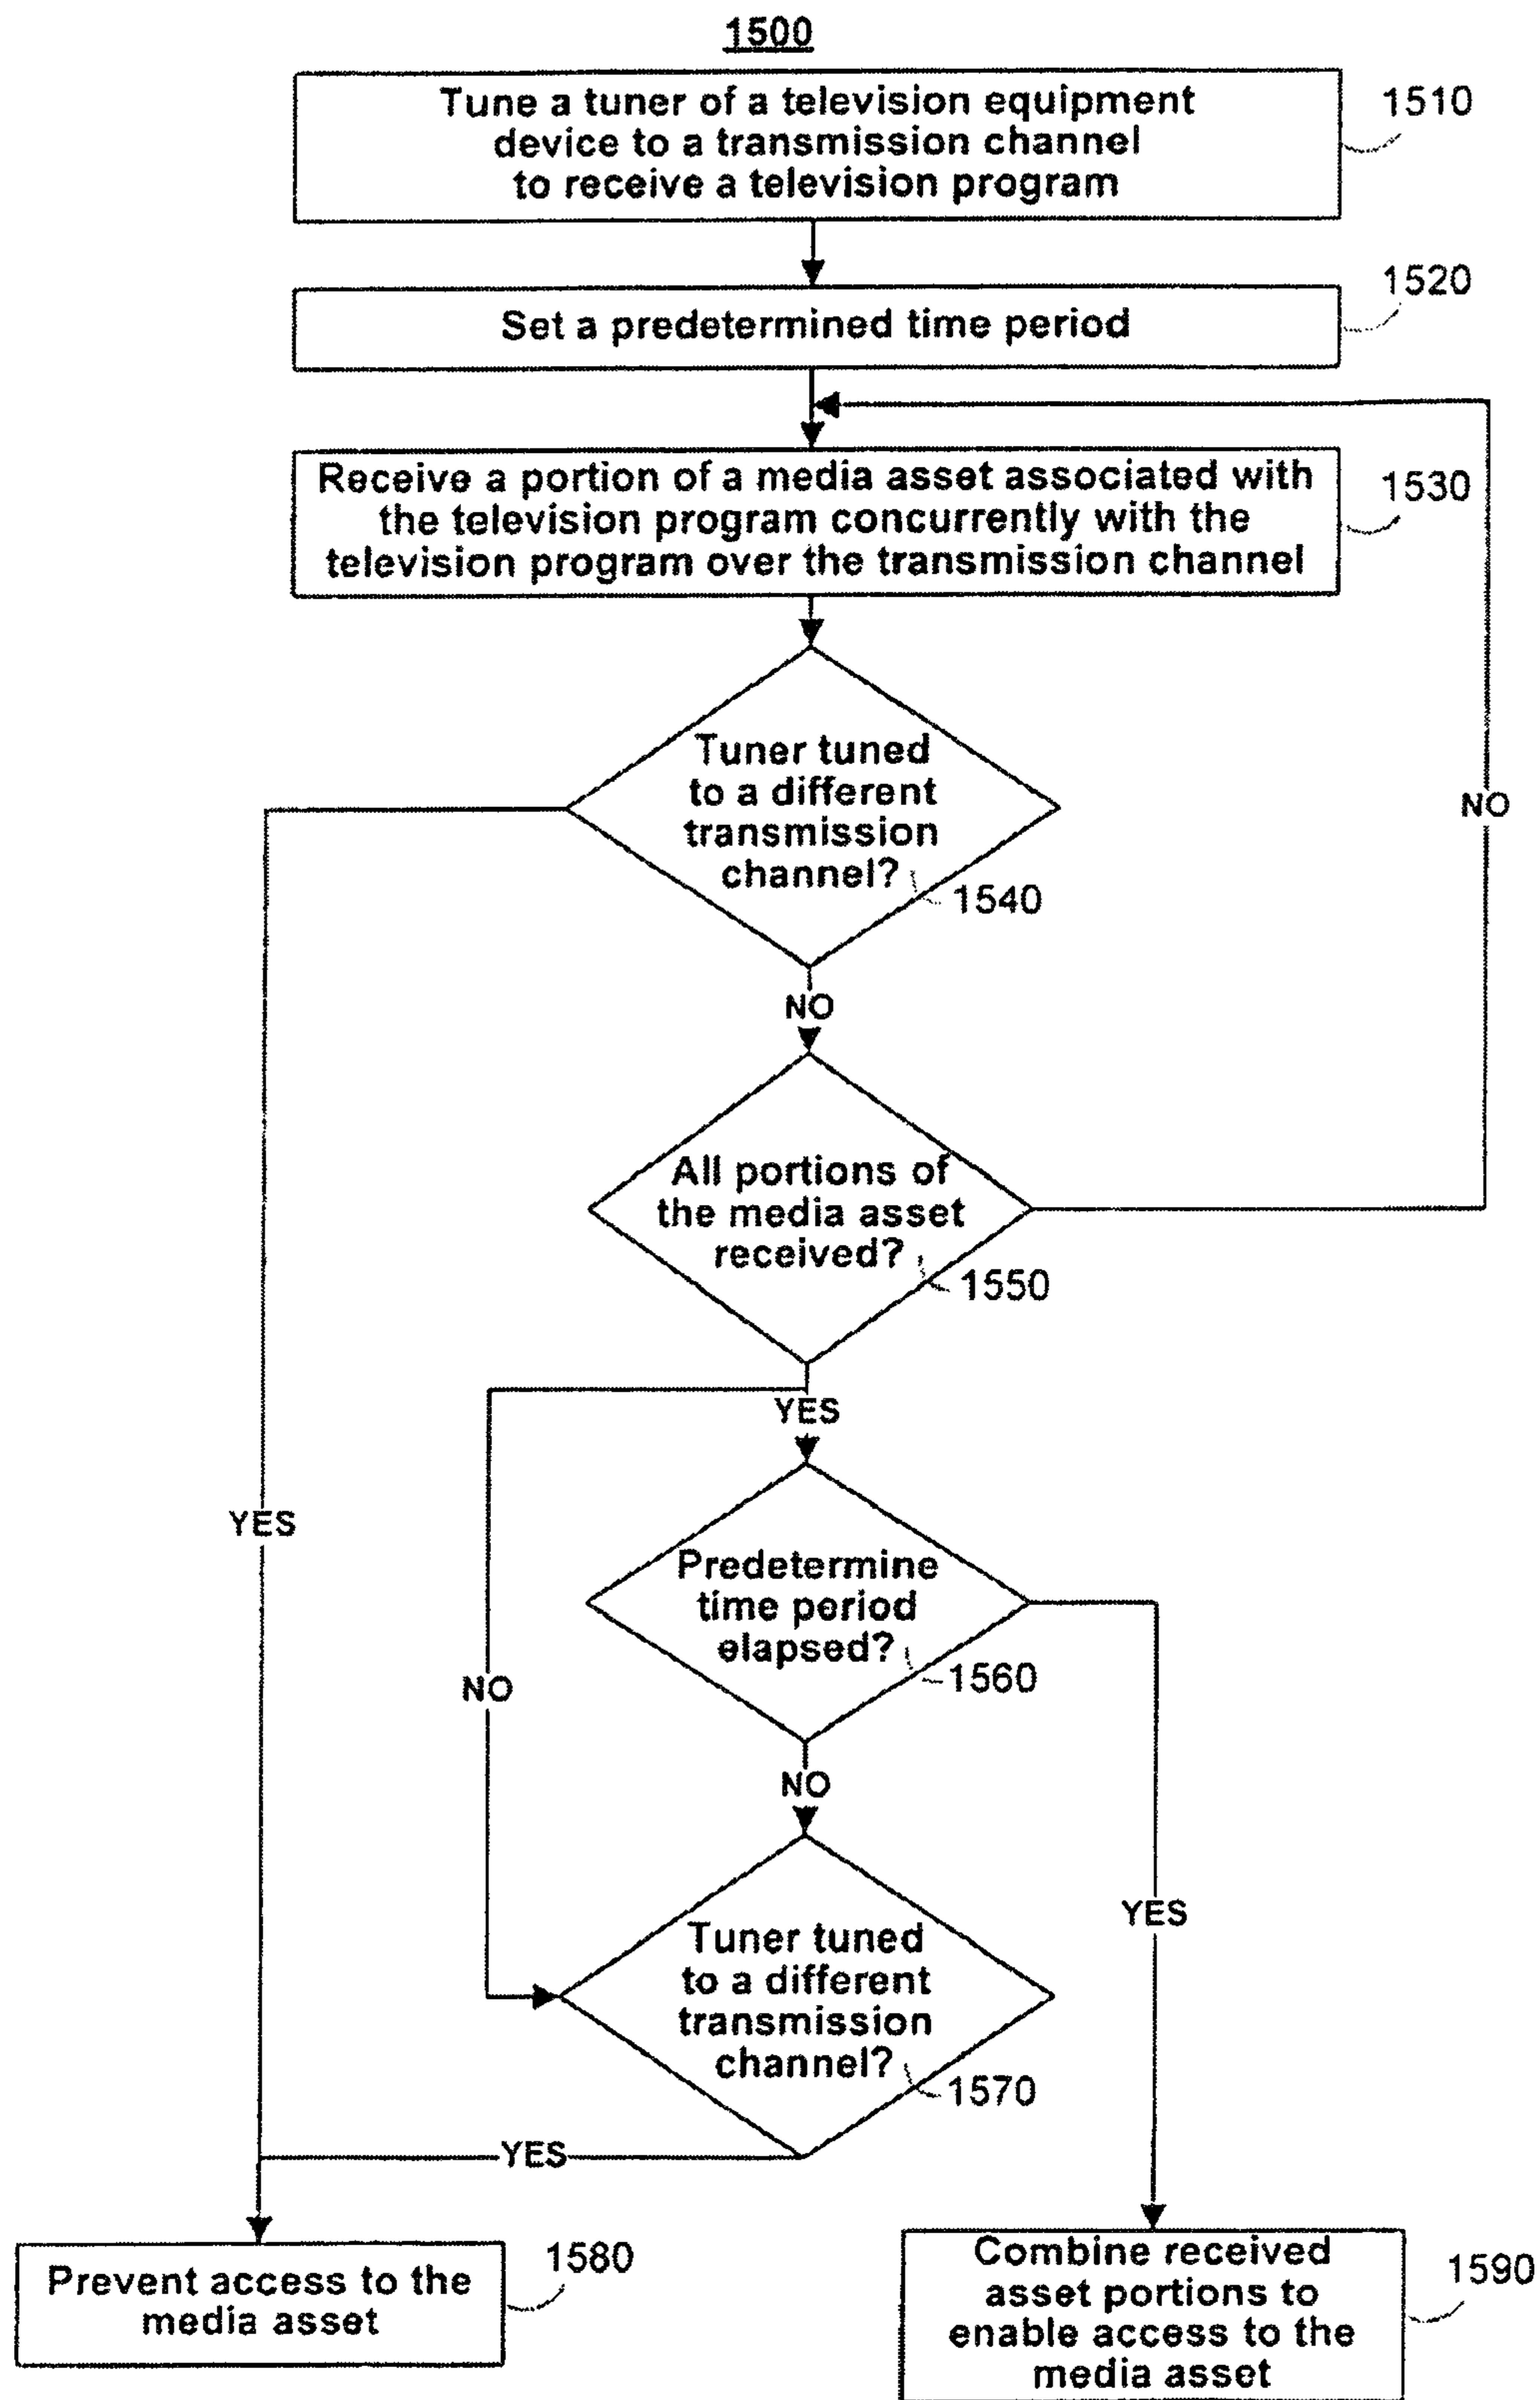 1500
Tune a tuner of a television equipment
device to a transmission channel
to receive a television program
1510
Set a predetermined time period
1520
Receive a portion of a media asset associated with
the television program concurrently with the
television program over the transmission channel
1530
Tuner tuned
to a different
transmission
channel?
1540
NO
NO
All portions of
the media asset
received?
1550
YES
YES
Predetermine
time period
elapsed?
1560
NO
NO
YES
Tuner tuned
to a different
transmission
channel?
1570
YES
Prevent access to the
media asset
1580
Combine received
asset portions to
enable access to the
media asset
1590